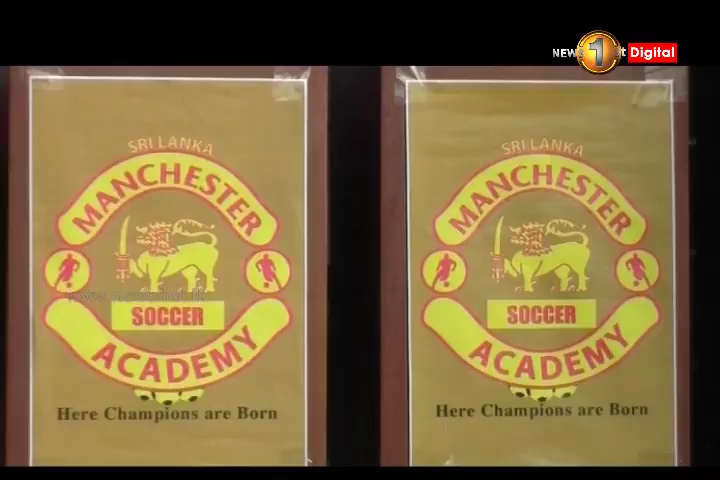 NEWS 1st Digital
SRI LANKA
MANCHESTER
SOCCER
ACADEMY
Here Champions are Born
SRI LANKA
MANCHESTER
SOCCER
ACADEMY
Here Champions are Born